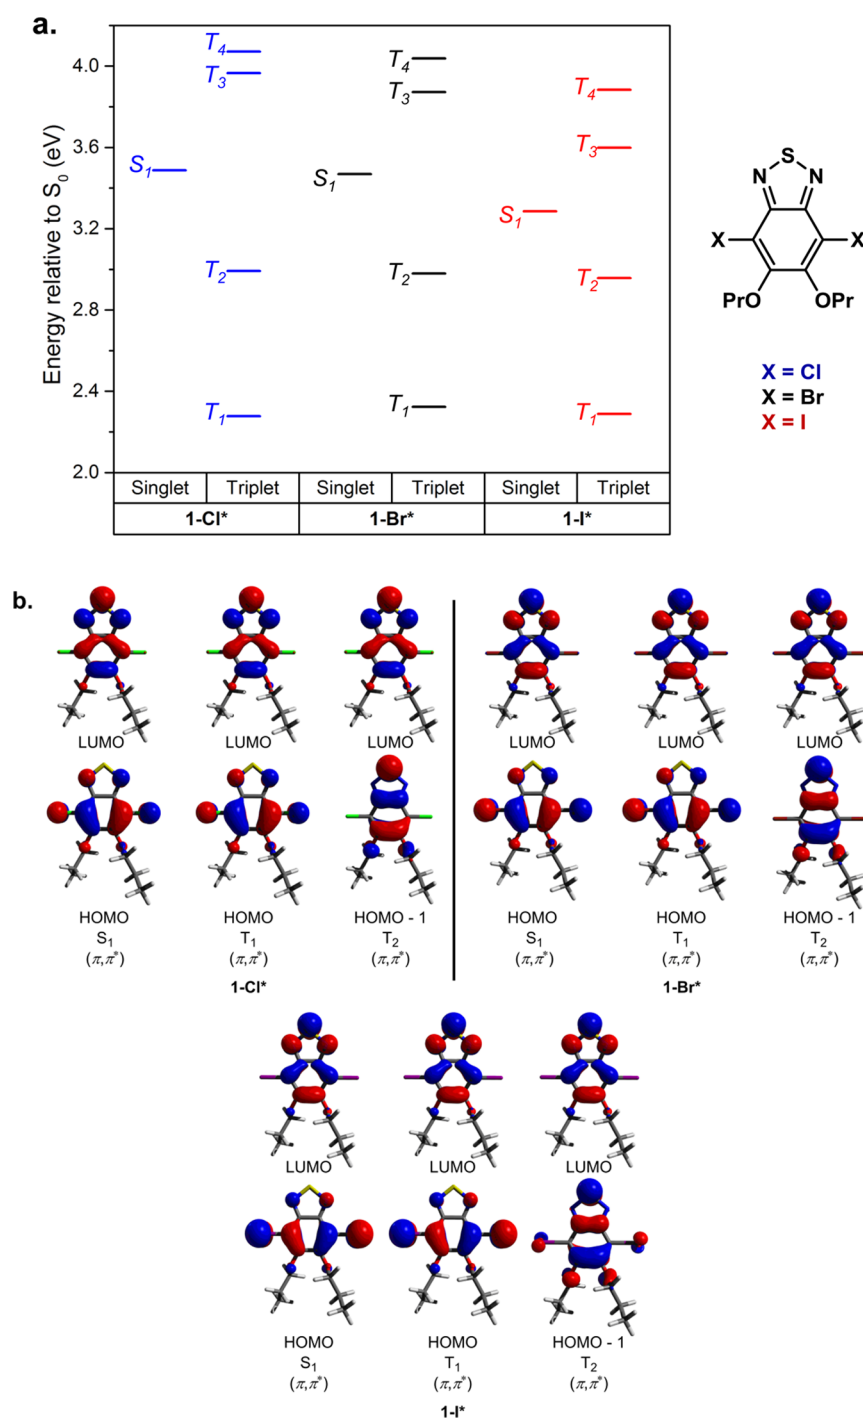 a.
Energy relative to S0 (eV)
4.0
3.6
3.2
2.8
2.4
2.0
T4
T3
S1
T2
T1
T4
T3
S1
T2
T1
T4
T3
S1
T2
T1
Singlet Triplet Singlet Triplet Singlet Triplet
1-Cl* 1-Br* 1-I*
S
N N
X X
PrO OPr
X = Cl
X = Br
X = I
b.
LUMO LUMO LUMO LUMO LUMO LUMO
HOMO HOMO HOMO - 1 HOMO HOMO HOMO - 1
S1 T1 T2 S1 T1 T2
(π,π*) (π,π*) (π,π*) (π,π*) (π,π*) (π,π*)
1-Cl* 1-Br*
LUMO LUMO LUMO
HOMO HOMO HOMO - 1
S1 T1 T2
(π,π*) (π,π*) (π,π*)
1-I*